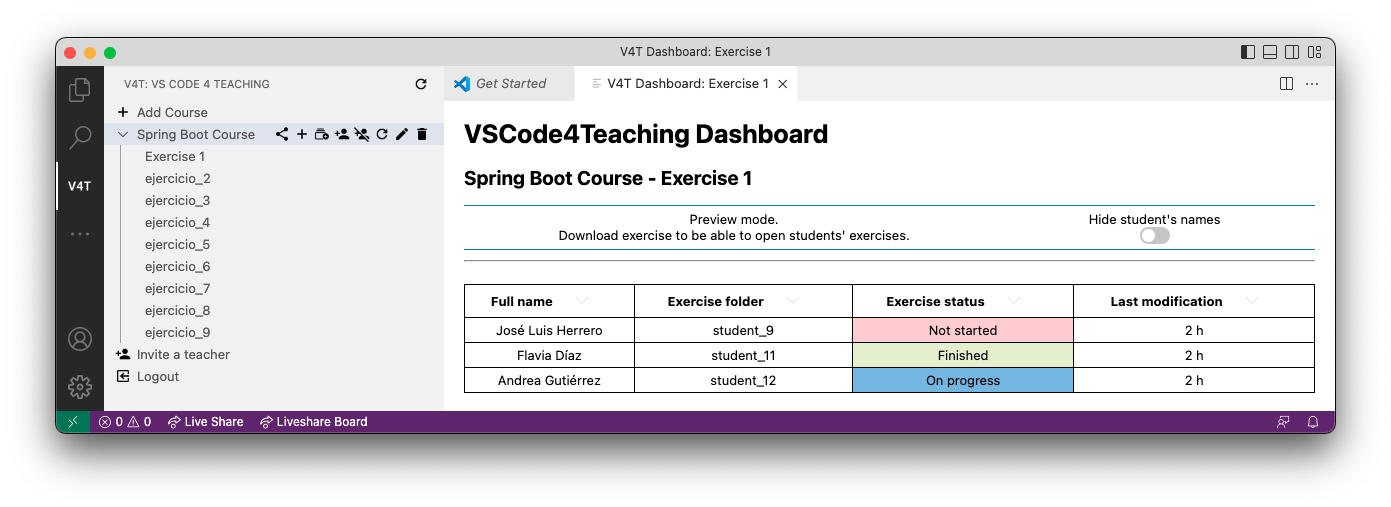 V4T Dashboard: Exercise 1
V4T: VS CODE 4 TEACHING
Add Course
Spring Boot Course
Exercise 1
ejercicio_2
ejercicio_3
ejercicio_4
ejercicio_5
ejercicio_6
ejercicio_7
ejercicio_8
ejercicio_9
Invite a teacher
Logout
V4T
Get Started
V4T Dashboard: Exercise 1
VSCode4Teaching Dashboard
Spring Boot Course - Exercise 1
Preview mode.
Download exercise to be able to open students' exercises.
Hide student's names
Full name Exercise folder Exercise status Last modification
José Luis Herrero student_9 Not started 2 h
Flavia Díaz student_11 Finished 2 h
Andrea Gutiérrez student_12 On progress 2 h
0 0 Live Share Liveshare Board